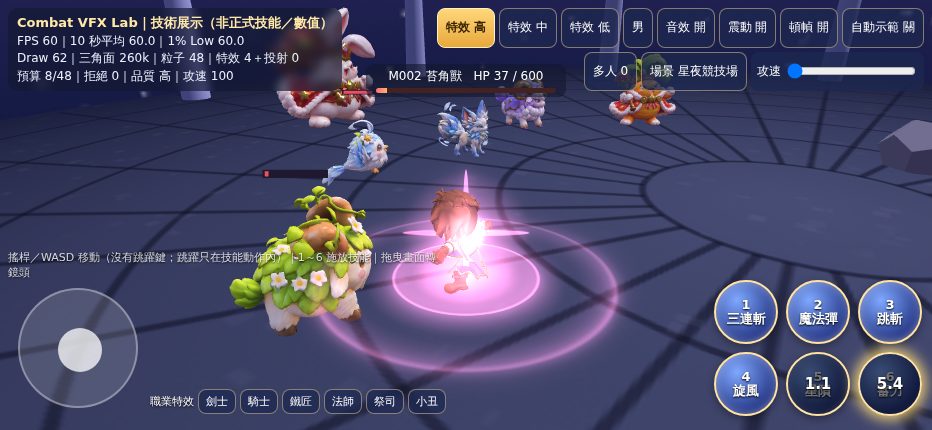 Combat VFX Lab｜技術展示（非正式技能／數值）
FPS 60｜10 秒平均 60.0｜1% Low 60.0
Draw 62｜三角面 260k｜粒子 48｜特效 4＋投射 0
預算 8/48｜拒絕 0｜品質 高｜攻速 100
特效 高
特效 中
特效 低
男
音效 開
震動 開
頓幀 開
自動示範 關
多人 0
場景 星夜競技場
攻速
M002 苔角獸 HP 37 / 600
搖桿／WASD 移動（沒有跳躍鍵；跳躍只在技能動作內）｜1～6 施放技能｜拖曳畫面轉
鏡頭
1
三連斬
2
魔法彈
3
跳斬
4
旋風
1.1
5.4
職業特效
劍士
騎士
鐵匠
法師
祭司
小丑